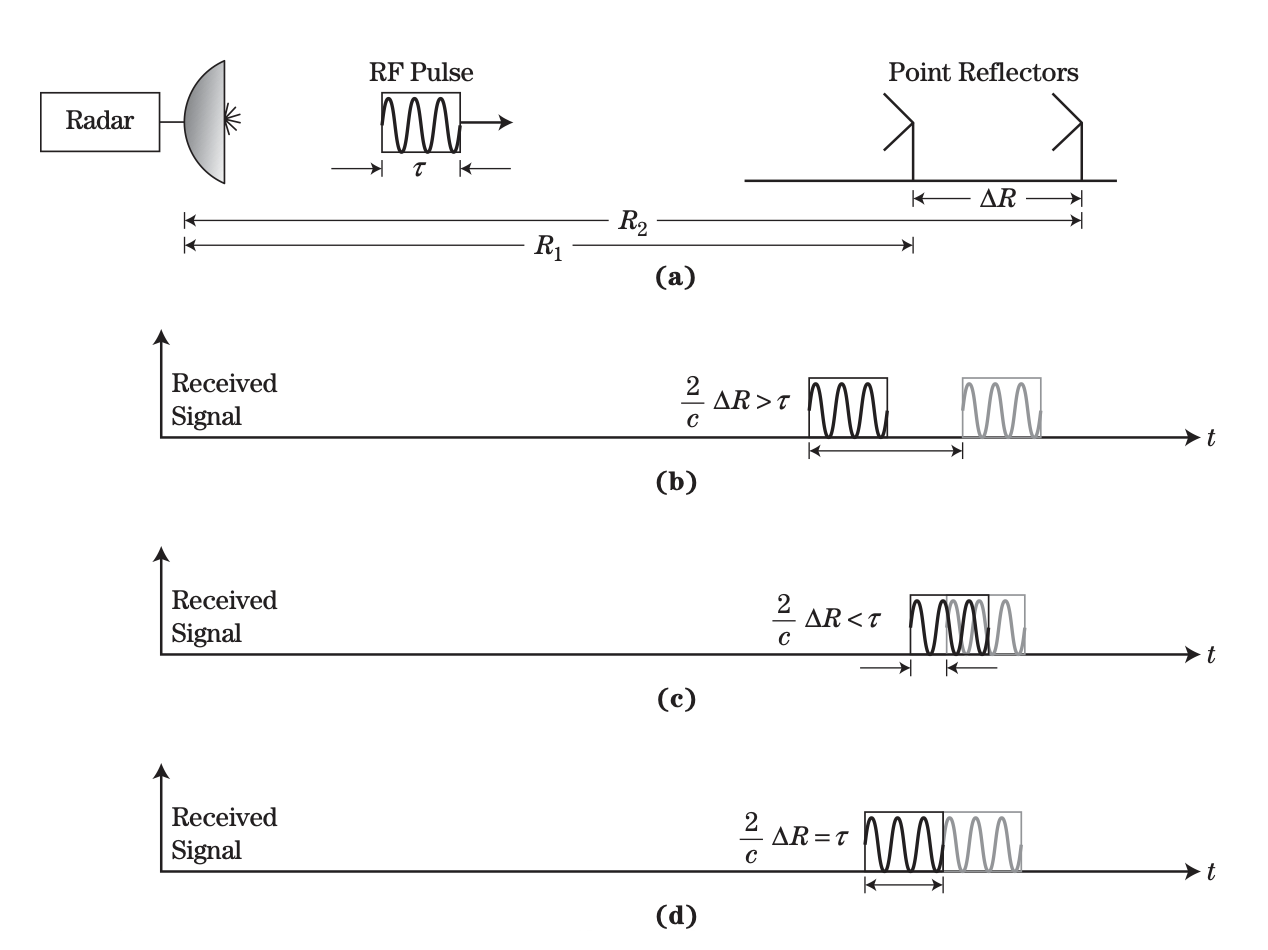 RF Pulse
Point Reflectors
Radar
τ
ΔR
R₂
R₁
(a)
Received
Signal
2/c ΔR > τ
t
(b)
Received
Signal
2/c ΔR < τ
t
(c)
Received
Signal
2/c ΔR = τ
t
(d)